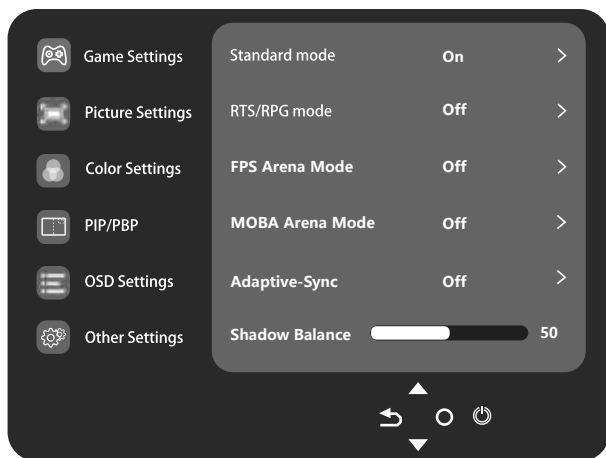 Game Settings
Picture Settings
Color Settings
PIP/PBP
OSD Settings
Other Settings
Standard mode On
RTS/RPG mode Off
FPS Arena Mode Off
MOBA Arena Mode Off
Adaptive-Sync Off
Shadow Balance 50